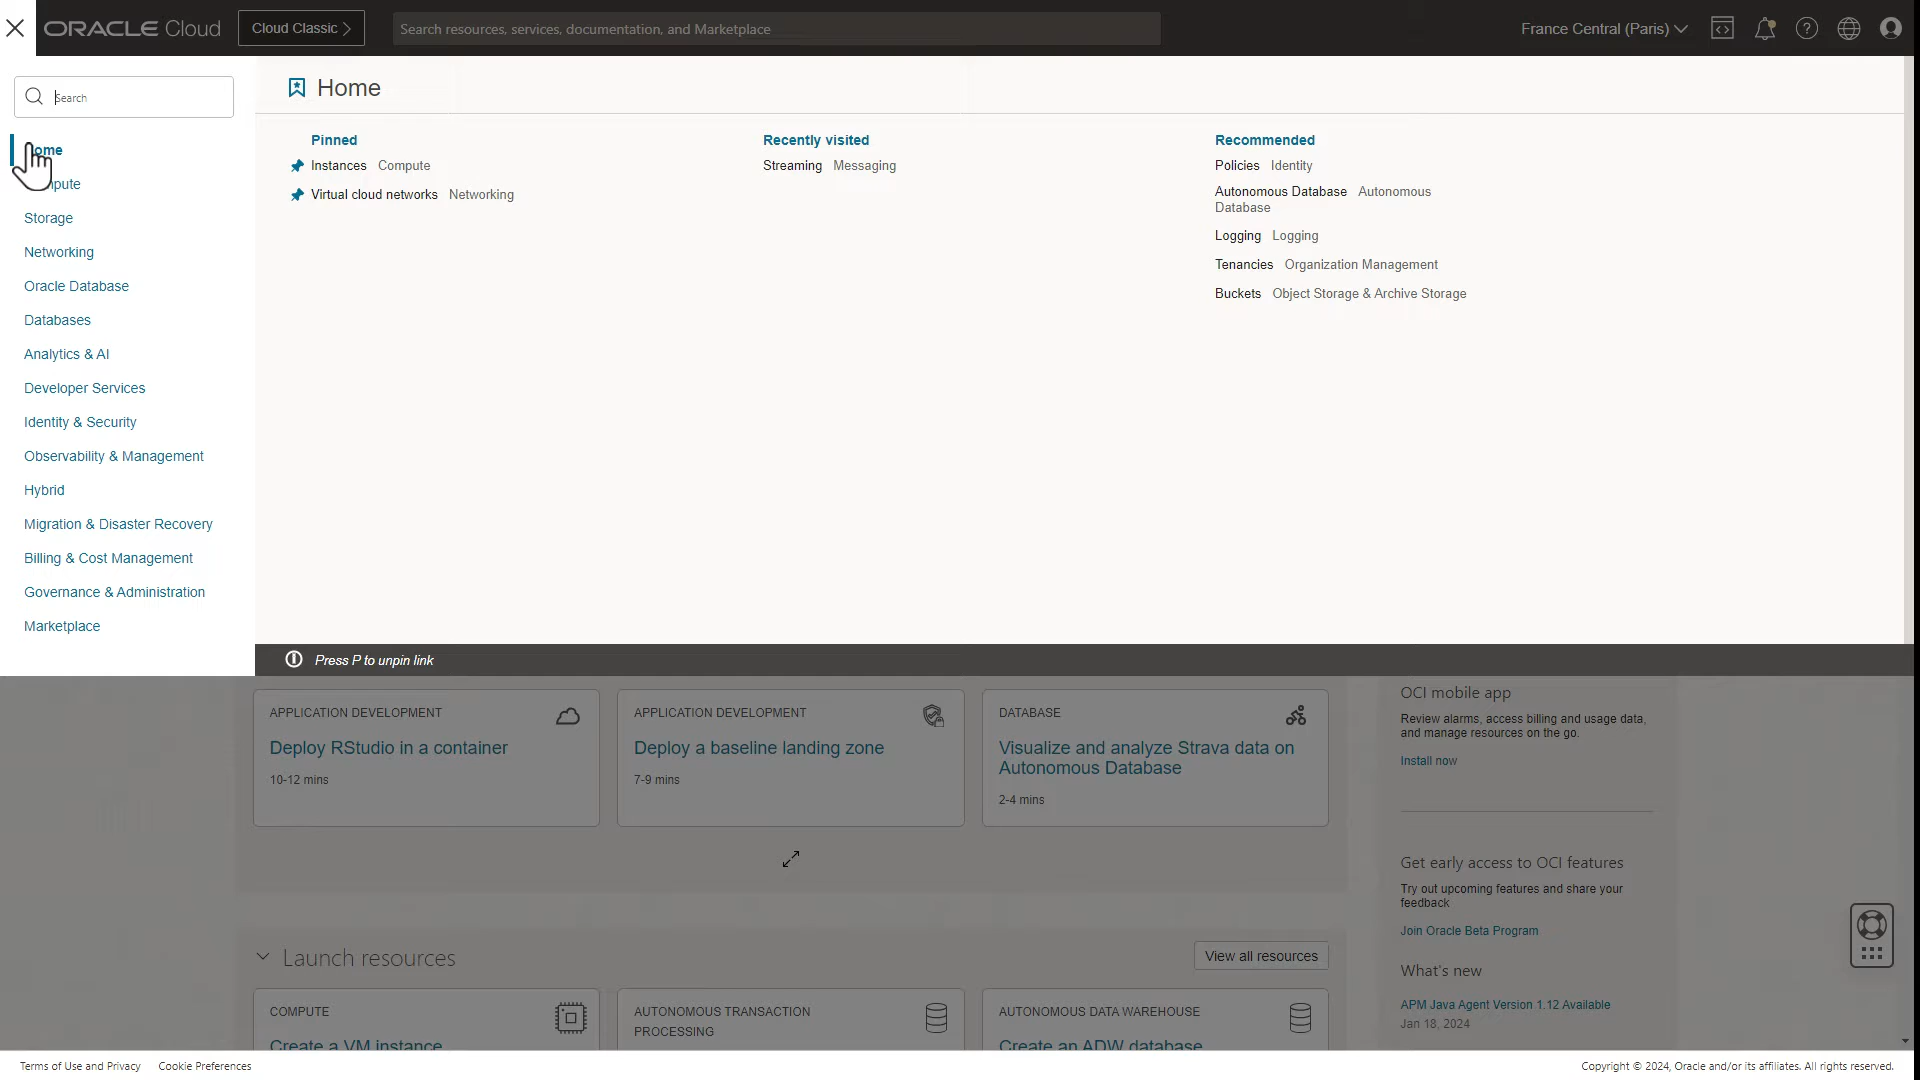 ORACLE Cloud
Cloud Classic
Search resources, services, documentation, and Marketplace
France Central (Paris)
Search
Home
Storage
Networking
Oracle Database
Databases
Analytics & AI
Developer Services
Identity & Security
Observability & Management
Hybrid
Migration & Disaster Recovery
Billing & Cost Management
Governance & Administration
Marketplace
Home
Pinned
Instances Compute
Virtual cloud networks Networking
Recently visited
Streaming Messaging
Recommended
Policies Identity
Autonomous Database Autonomous
Database
Logging Logging
Tenancies Organization Management
Buckets Object Storage & Archive Storage
Press P to unpin link
APPLICATION DEVELOPMENT
Deploy RStudio in a container
10-12 mins
APPLICATION DEVELOPMENT
Deploy a baseline landing zone
7-9 mins
DATABASE
Visualize and analyze Strava data on
Autonomous Database
2-4 mins
Launch resources
View all resources
COMPUTE
Create a VM instance
AUTONOMOUS TRANSACTION
PROCESSING
AUTONOMOUS DATA WAREHOUSE
Create an ADW database
OCI mobile app
Review alarms, access billing and usage data,
and manage resources on the go.
Install now
Get early access to OCI features
Try out upcoming features and share your
feedback
Join Oracle Beta Program
What's new
APM Java Agent Version 1.12 Available
Jan 18, 2024
Terms of Use and Privacy
Cookie Preferences
Copyright © 2024, Oracle and/or its affiliates. All rights reserved.